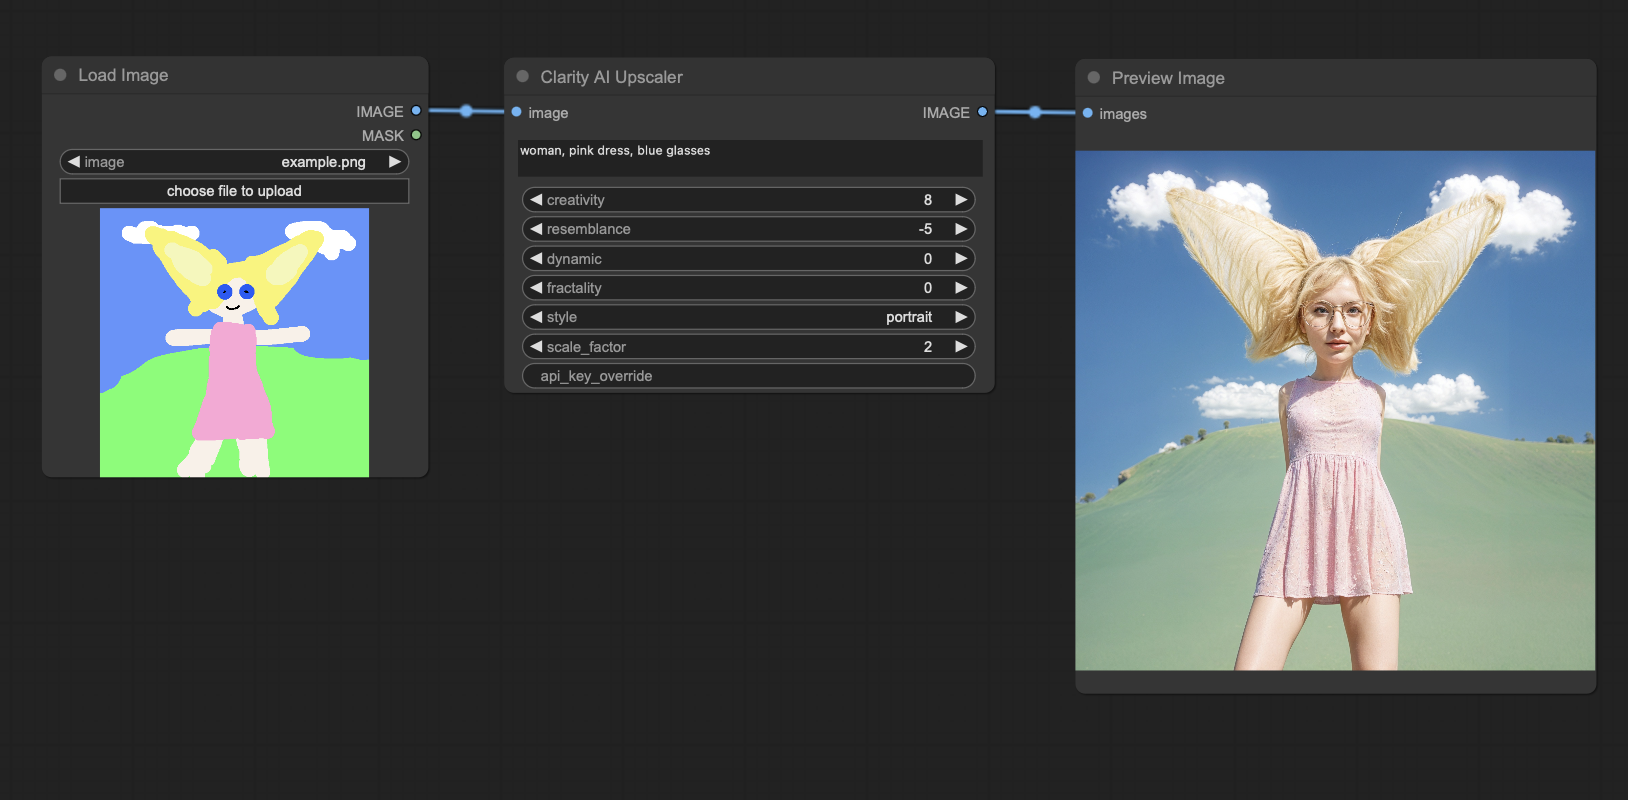 Load Image
IMAGE
MASK
image example.png
choose file to upload
Clarity AI Upscaler
image IMAGE
woman, pink dress, blue glasses
creativity 8
resemblance -5
dynamic 0
fractality 0
style portrait
scale_factor 2
api_key_override
Preview Image
images